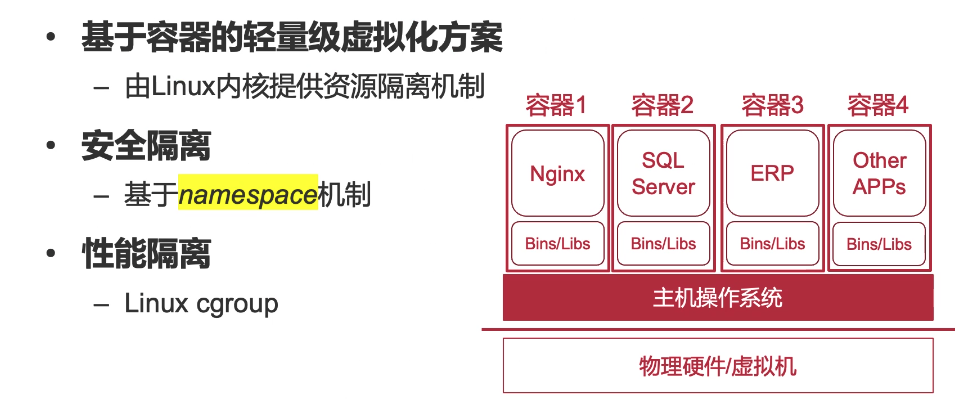 • 基于容器的轻量级虚拟化方案
– 由Linux内核提供资源隔离机制
• 安全隔离
– 基于namespace机制
• 性能隔离
– Linux cgroup
容器1 容器2 容器3 容器4
Nginx
SQL
Server
ERP
Other
APPs
Bins/Libs Bins/Libs Bins/Libs Bins/Libs
主机操作系统
物理硬件/虚拟机